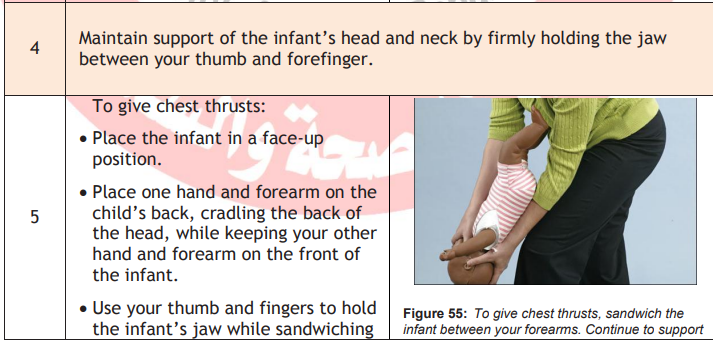 4
Maintain support of the infant's head and neck by firmly holding the jaw
between your thumb and forefinger.
5
To give chest thrusts:
• Place the infant in a face-up
position.
• Place one hand and forearm on the
child's back, cradling the back of
the head, while keeping your other
hand and forearm on the front of
the infant.
• Use your thumb and fingers to hold
the infant's jaw while sandwiching
Figure 55: To give chest thrusts, sandwich the
infant between your forearms. Continue to support